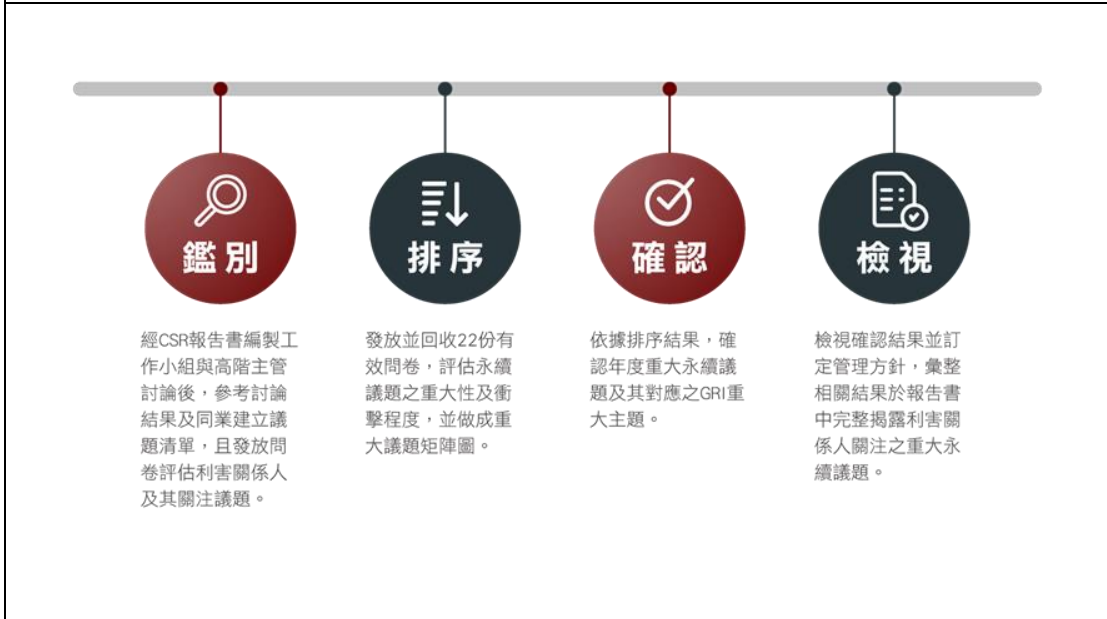 鑑別
經CSR報告書編製工
作小組與高階主管
討論後，參考討論
結果及同業建立議
題清單，且發放問
卷評估利害關係人
及其關注議題。
排序
發放並回收22份有
效問卷，評估永續
議題之重大性及衝
擊程度，並做成重
大議題矩陣圖。
確認
依據排序結果，確
認年度重大永續議
題及其對應之GRI重
大主題。
檢視
檢視確認結果並訂
定管理方針，彙整
相關結果於報告書
中完整揭露利害關
係人關注之重大永
續議題。